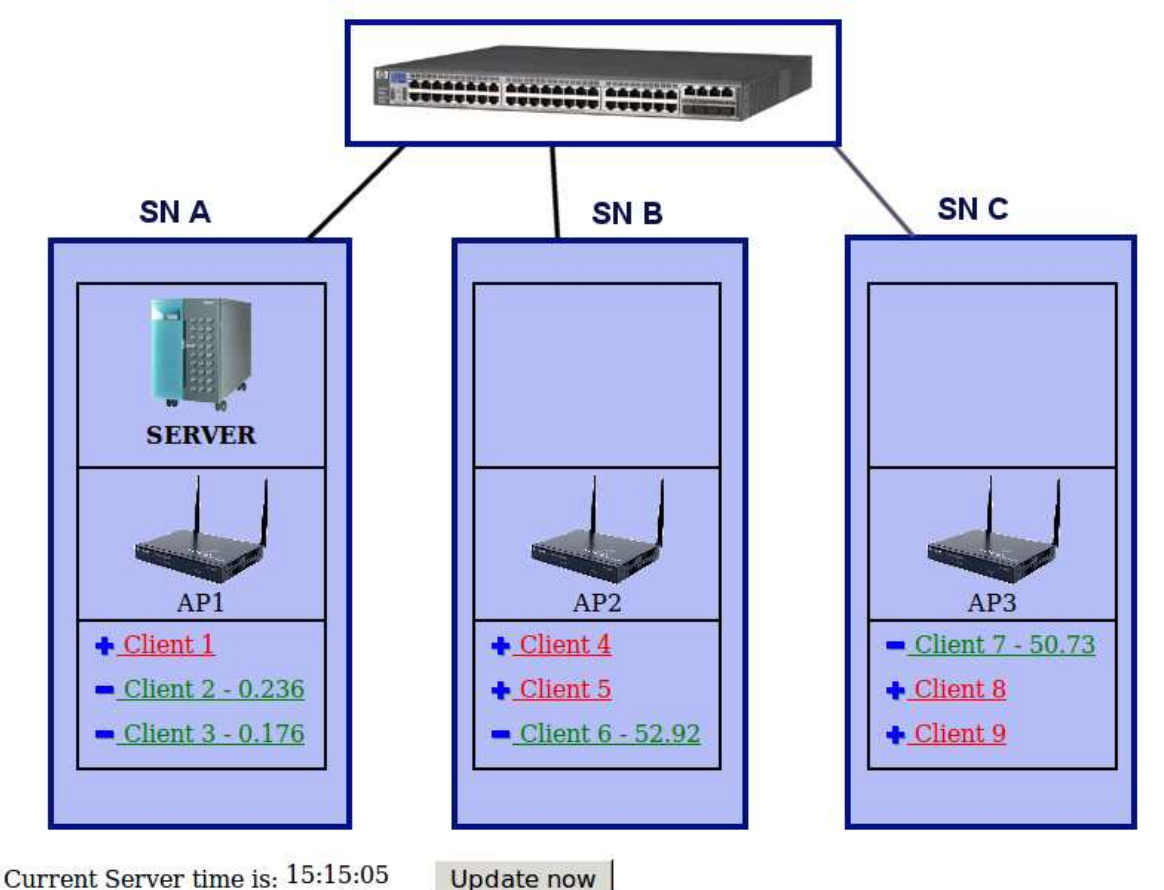 SN A
SN B
SN C
SERVER
AP1
AP2
AP3
+ Client 1
- Client 2 - 0.236
- Client 3 - 0.176
+ Client 4
+ Client 5
- Client 6 - 52.92
- Client 7 - 50.73
+ Client 8
+ Client 9
Current Server time is: 15:15:05
Update now